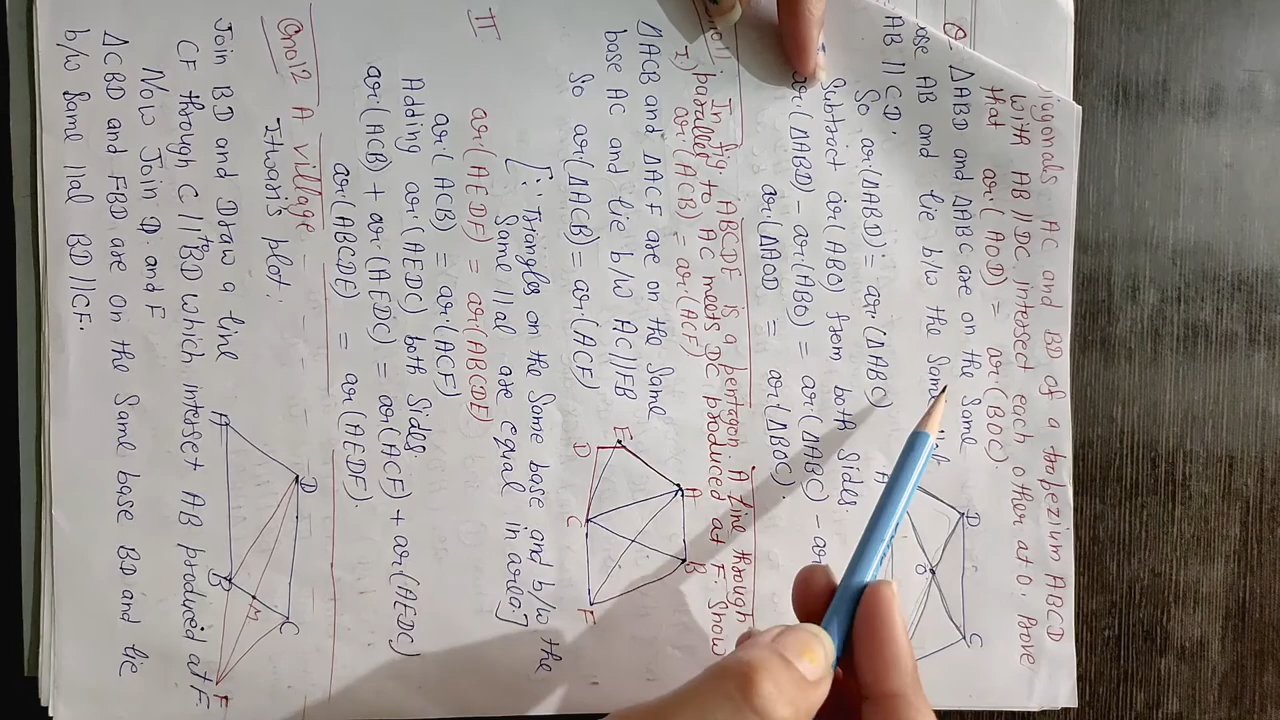 Diagonals AC and BD of a trapezium ABCD
with AB || DC intersect each other at O. Prove
that ar(AOD) = ar(BOC).
Q- ΔABD and ΔABC are on the same
base AB and lie b/w the Same
AB || CD.
So ar(ΔABD) = ar(ΔABC)
Subtract ar(ABO) from both Sides.
ar(ΔABD) - ar(ABO) = ar(ΔABC) - ar
ar(ΔAOD = ar(ΔBOC).
D
C
O
A
In fig. ABCDE is a pentagon. A line through
parallel to AC meets DC produced at F. Show
I) ar(ACB) = ar(ACF)
ΔACB and ΔACF are on the Same
base AC and lie b/w AC||FB
So ar(ΔACB) = ar(ACF)
[∵ Triangles on the Same base and b/w the
Same ||al are equal in area.]
A
B
E
D
C
F
II ar(AEDF) = ar(ABCDE)
ar(ACB) = ar(ACF)
Adding ar(AEDC) both Sides.
ar(ACB) + ar(AEDC) = ar(ACF) + ar(AEDC)
ar(ABCDE) = ar(AEDF).
Qno12 A village - - - - -
Itwari's plot.
Join BD and Draw a line
CF through C || to BD which interset AB produced at F.
Now Join D and F
ΔCBD and FBD are on the Same base BD and lie
b/w Same ||al BD||CF.
D
C
A
B
M
F